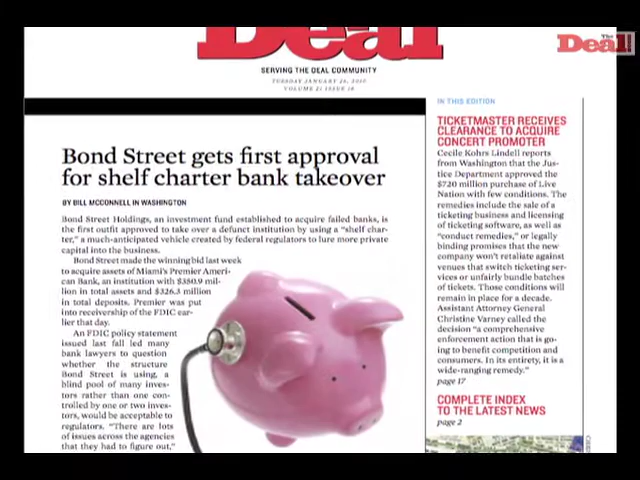 Deal
The
Deal
SERVING THE DEAL COMMUNITY
TUESDAY JANUARY 26, 2010
VOLUME 21 ISSUE 16
IN THIS EDITION
Bond Street gets first approval
for shelf charter bank takeover
BY BILL MCCONNELL IN WASHINGTON
Bond Street Holdings, an investment fund established to acquire failed banks, is
the first outfit approved to take over a defunct institution by using a “shelf char-
ter,” a much-anticipated vehicle created by federal regulators to lure more private
capital into the business.
Bond Street made the winning bid last week
to acquire assets of Miami's Premier Ameri-
can Bank, an institution with $350.9 mil-
lion in total assets and $326.3 million
in total deposits. Premier was put
into receivership of the FDIC ear-
lier that day.
An FDIC policy statement
issued last fall led many
bank lawyers to question
whether the structure
Bond Street is using, a
blind pool of many inves-
tors rather than one con-
trolled by one or two inves-
tors, would be acceptable to
regulators. “There are lots
of issues across the agencies
that they had to figure out,”
TICKETMASTER RECEIVES
CLEARANCE TO ACQUIRE
CONCERT PROMOTER
Cecile Kohrs Lindell reports
from Washington that the Jus-
tice Department approved the
$720 million purchase of Live
Nation with few conditions. The
remedies include the sale of a
ticketing business and licensing
of ticketing software, as well as
“conduct remedies,” or legally
binding promises that the new
company won't retaliate against
venues that switch ticketing ser-
vices or unfairly bundle batches
of tickets. Those conditions will
remain in place for a decade.
Assistant Attorney General
Christine Varney called the
decision “a comprehensive
enforcement action that is go-
ing to benefit competition and
consumers. In its entirety, it is a
wide-ranging remedy.”
page 17
COMPLETE INDEX
TO THE LATEST NEWS
page 2